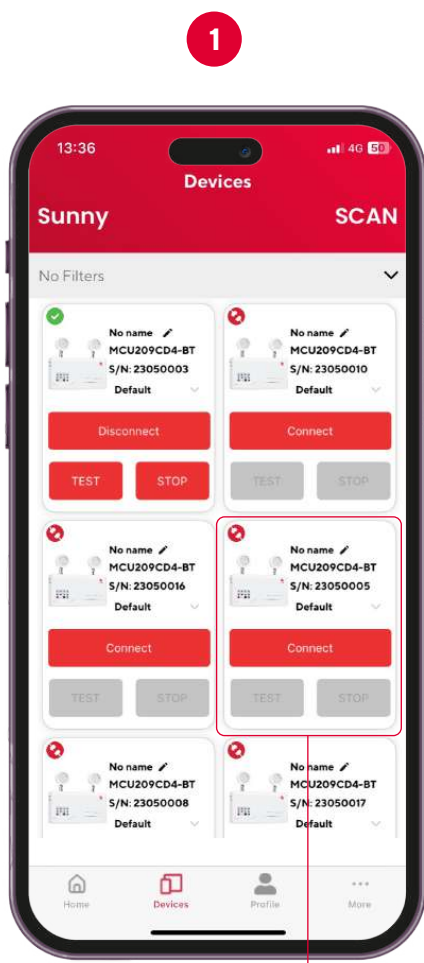 1
13:36
4G 50
Devices
Sunny SCAN
No Filters
No name
MCU209CD4-BT
S/N: 23050003
Default
Disconnect
TEST STOP
No name
MCU209CD4-BT
S/N: 23050010
Default
Connect
TEST STOP
No name
MCU209CD4-BT
S/N: 23050016
Default
Connect
TEST STOP
No name
MCU209CD4-BT
S/N: 23050005
Default
Connect
TEST STOP
No name
MCU209CD4-BT
S/N: 23050008
Default
No name
MCU209CD4-BT
S/N: 23050017
Default
Home Devices Profile More